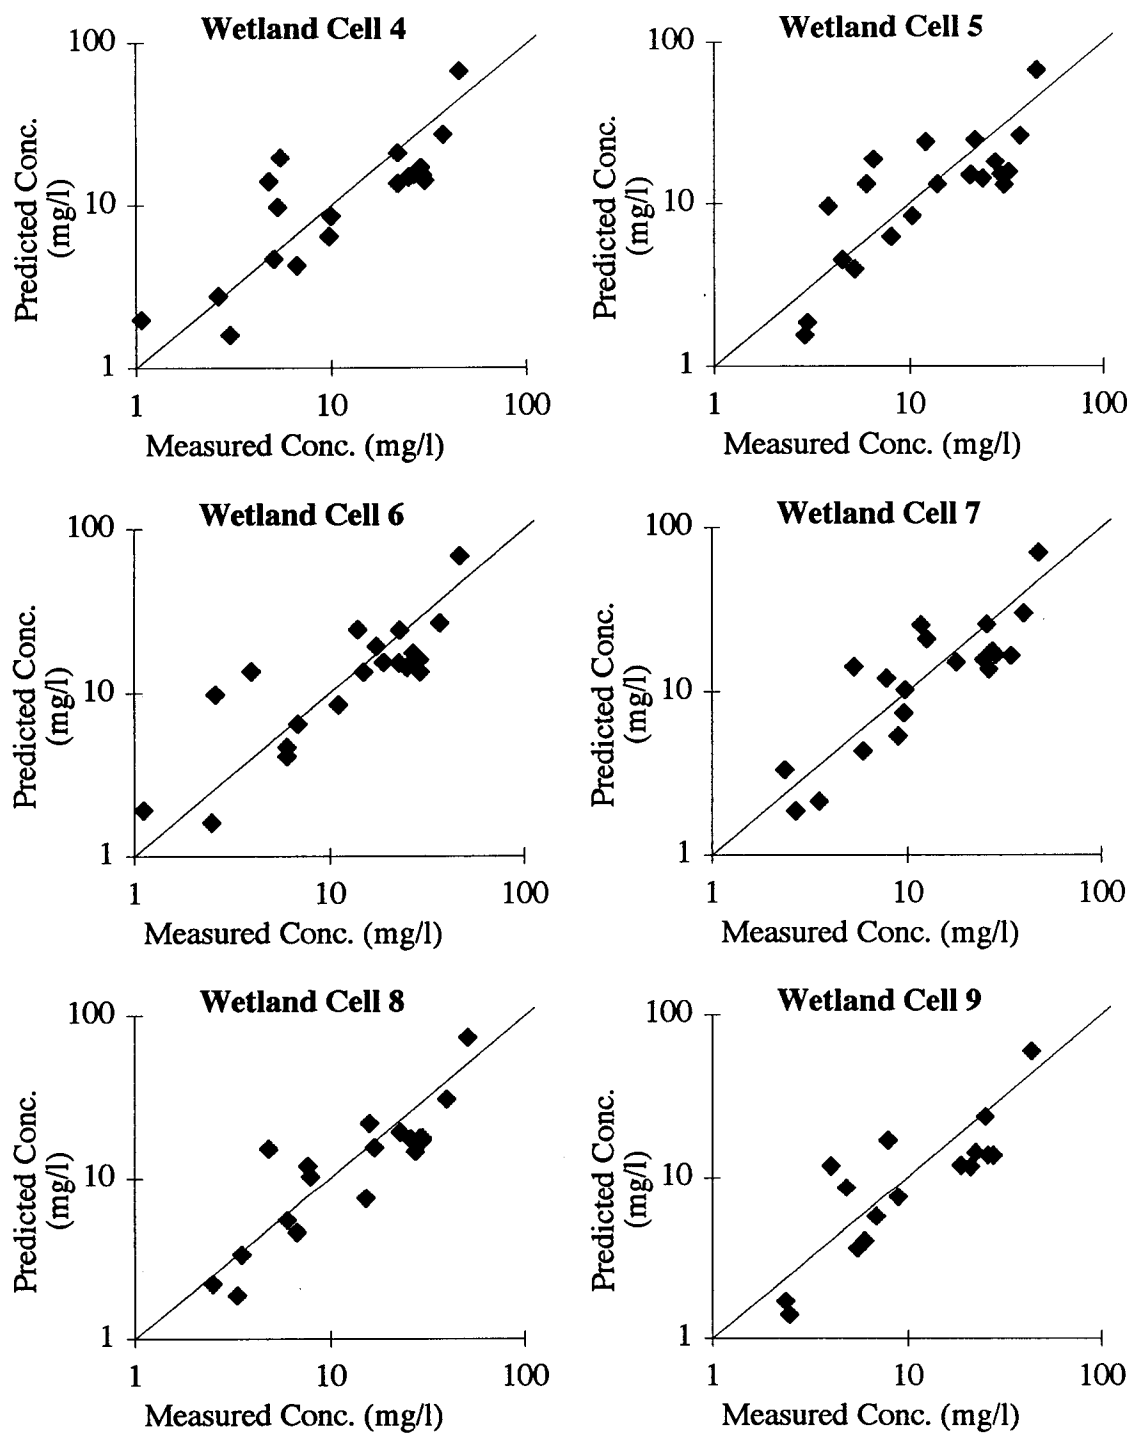 Wetland Cell 4
100
10
1
Predicted Conc.
(mg/l)
1 10 100
Measured Conc. (mg/l)
Wetland Cell 5
100
10
1
Predicted Conc.
(mg/l)
1 10 100
Measured Conc. (mg/l)
Wetland Cell 6
100
10
1
Predicted Conc.
(mg/l)
1 10 100
Measured Conc. (mg/l)
Wetland Cell 7
100
10
1
Predicted Conc.
(mg/l)
1 10 100
Measured Conc. (mg/l)
Wetland Cell 8
100
10
1
Predicted Conc.
(mg/l)
1 10 100
Measured Conc. (mg/l)
Wetland Cell 9
100
10
1
Predicted Conc.
(mg/l)
1 10 100
Measured Conc. (mg/l)